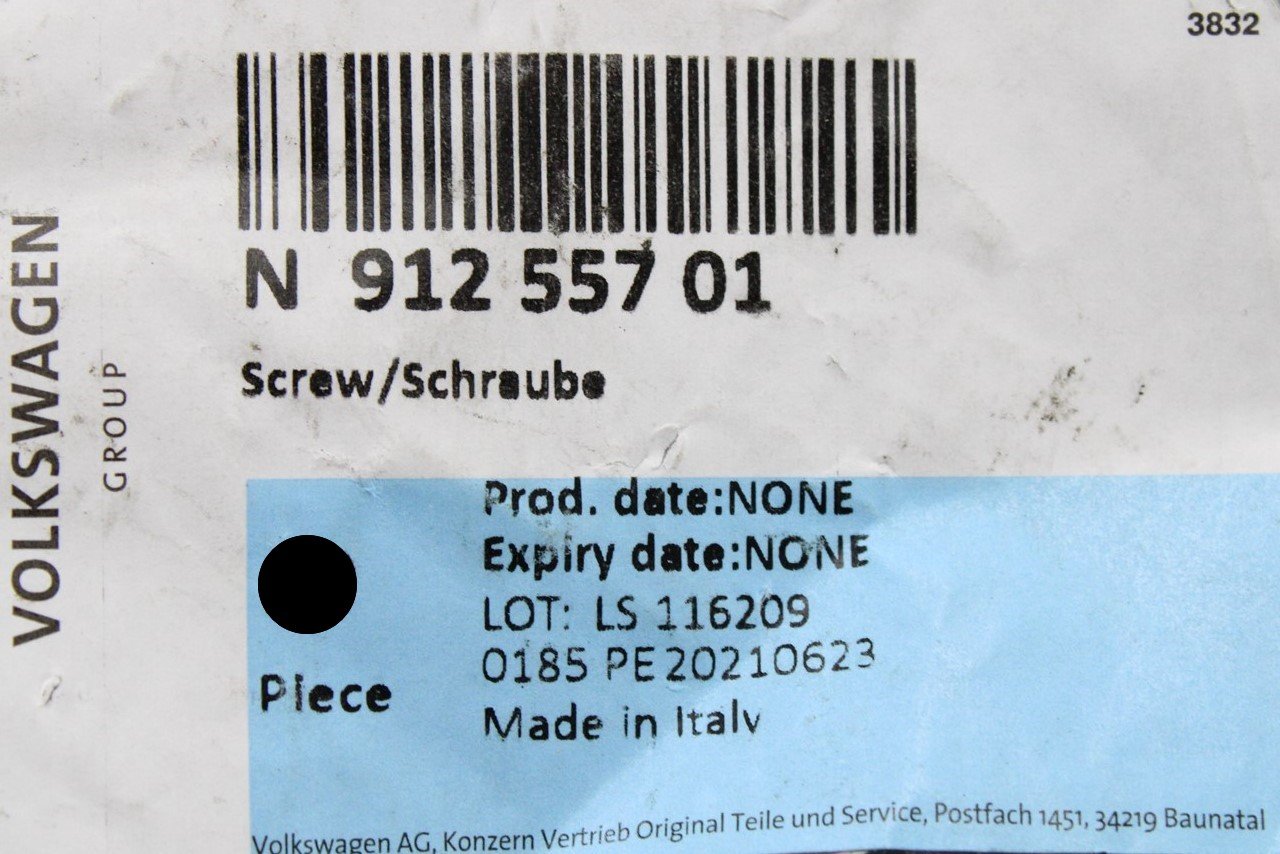 3832
VOLKSWAGEN
GROUP
N 912 557 01
Screw/Schraube
Prod. date:NONE
Expiry date:NONE
LOT: LS 116209
0185 PE20210623
Piece
Made in Italy
Volkswagen AG, Konzern Vertrieb Original Teile und Service, Postfach 1451, 34219 Baunatal